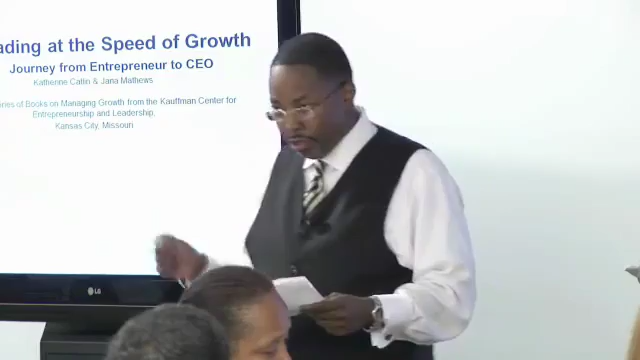 ading at the Speed of Growth
Journey from Entrepreneur to CEO
Katherine Catlin & Jana Mathews
ries of Books on Managing Growth from the Kauffman Center for
Entrepreneurship and Leadership,
Kansas City, Missouri
LG